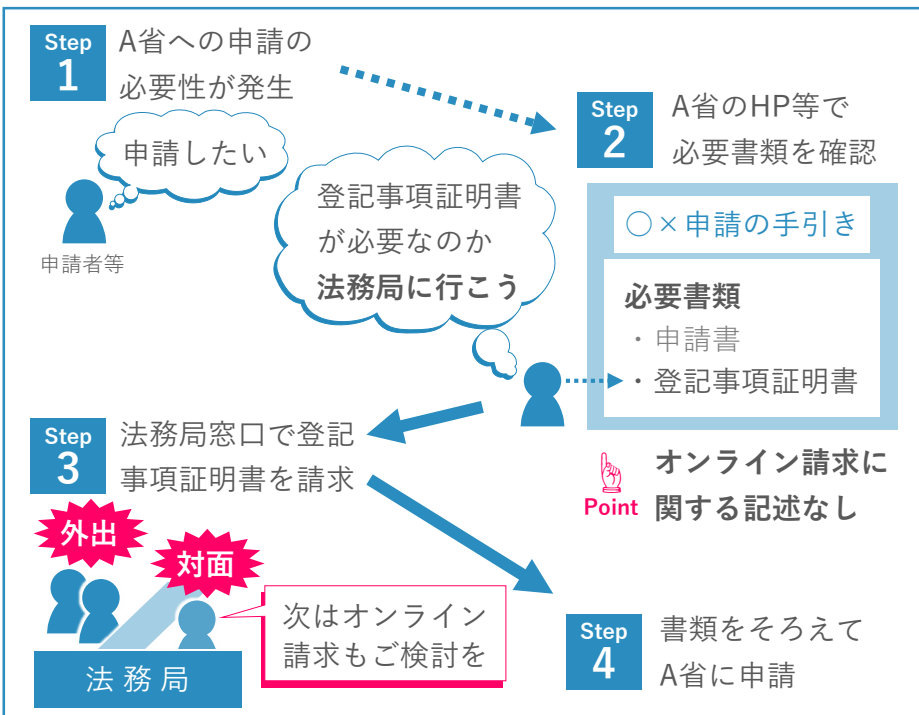 Step
1
A省への申請の
必要性が発生
申請したい
申請者等
Step
2
A省のHP等で
必要書類を確認
登記事項証明書
が必要なのか
法務局に行こう
○×申請の手引き
必要書類
・申請書
・登記事項証明書
Point
オンライン請求に
関する記述なし
Step
3
法務局窓口で登記
事項証明書を請求
外出
対面
次はオンライン
請求もご検討を
法務局
Step
4
書類をそろえて
A省に申請